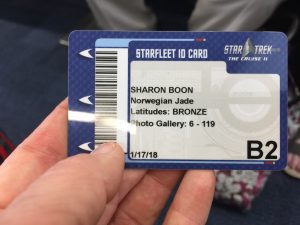 STARFLEET ID CARD
STAR TREK
THE CRUISE II
SHARON BOON
Norwegian Jade
Latitudes: BRONZE
Photo Gallery: 6 - 119
1/17/18
B2